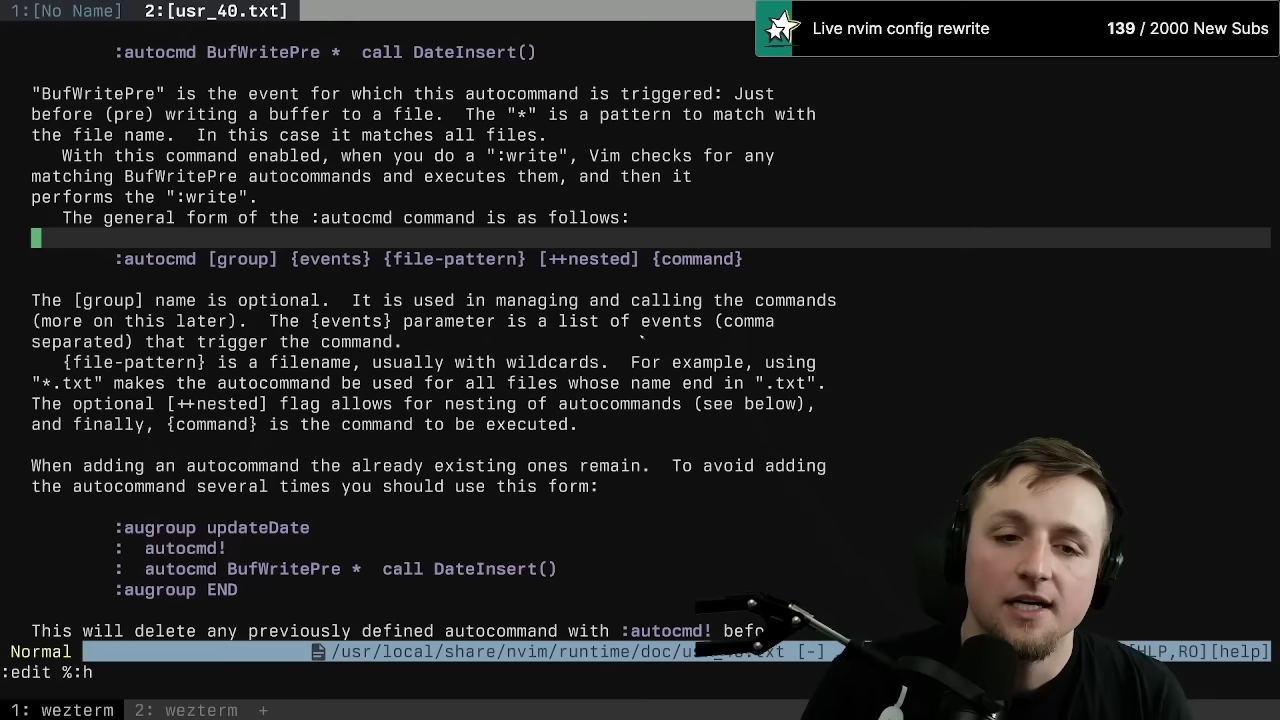 1:[No Name] 2:[usr_40.txt]
Live nvim config rewrite 139 / 2000 New Subs
:autocmd BufWritePre * call DateInsert()
"BufWritePre" is the event for which this autocommand is triggered: Just
before (pre) writing a buffer to a file. The "*" is a pattern to match with
the file name. In this case it matches all files.
With this command enabled, when you do a ":write", Vim checks for any
matching BufWritePre autocommands and executes them, and then it
performs the ":write".
The general form of the :autocmd command is as follows:
:autocmd [group] {events} {file-pattern} [++nested] {command}
The [group] name is optional. It is used in managing and calling the commands
(more on this later). The {events} parameter is a list of events (comma
separated) that trigger the command.
{file-pattern} is a filename, usually with wildcards. For example, using
"*.txt" makes the autocommand be used for all files whose name end in ".txt".
The optional [++nested] flag allows for nesting of autocommands (see below),
and finally, {command} is the command to be executed.
When adding an autocommand the already existing ones remain. To avoid adding
the autocommand several times you should use this form:
:augroup updateDate
: autocmd!
: autocmd BufWritePre * call DateInsert()
:augroup END
This will delete any previously defined autocommand with :autocmd!
Normal /usr/local/share/nvim/runtime/doc/usr_40.txt [-] [HLP,RO][help]
:edit %:h
1: wezterm 2: wezterm +